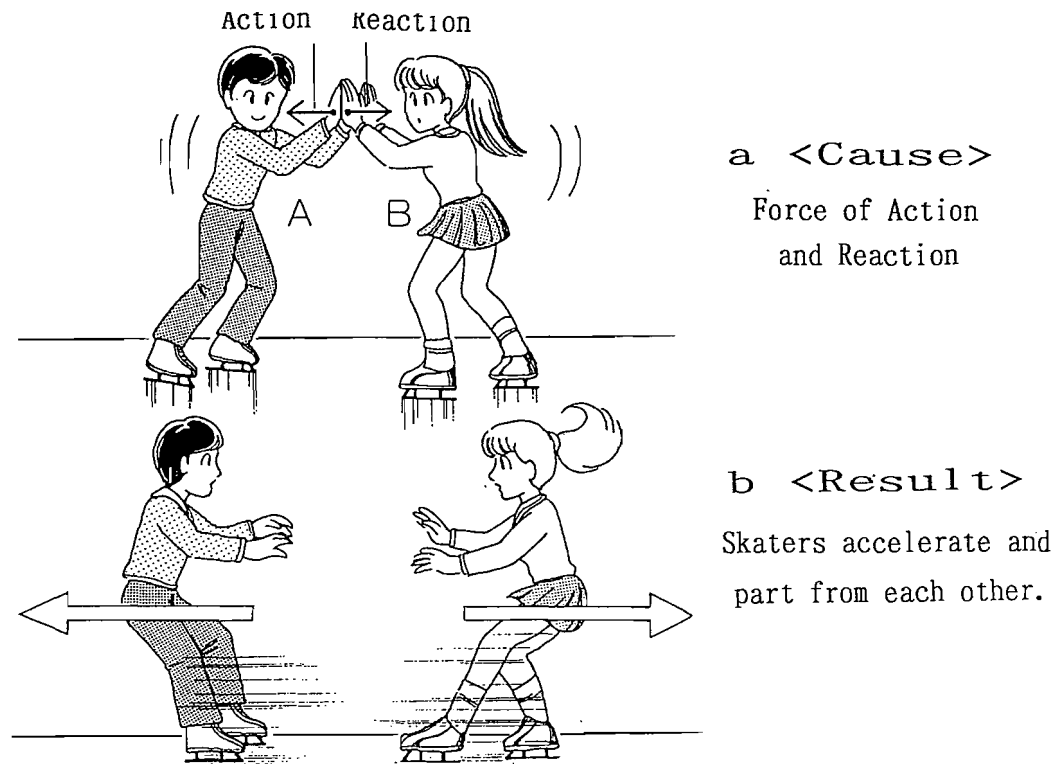 Action Reaction
A B
a <Cause>
Force of Action
and Reaction
b <Result>
Skaters accelerate and
part from each other.